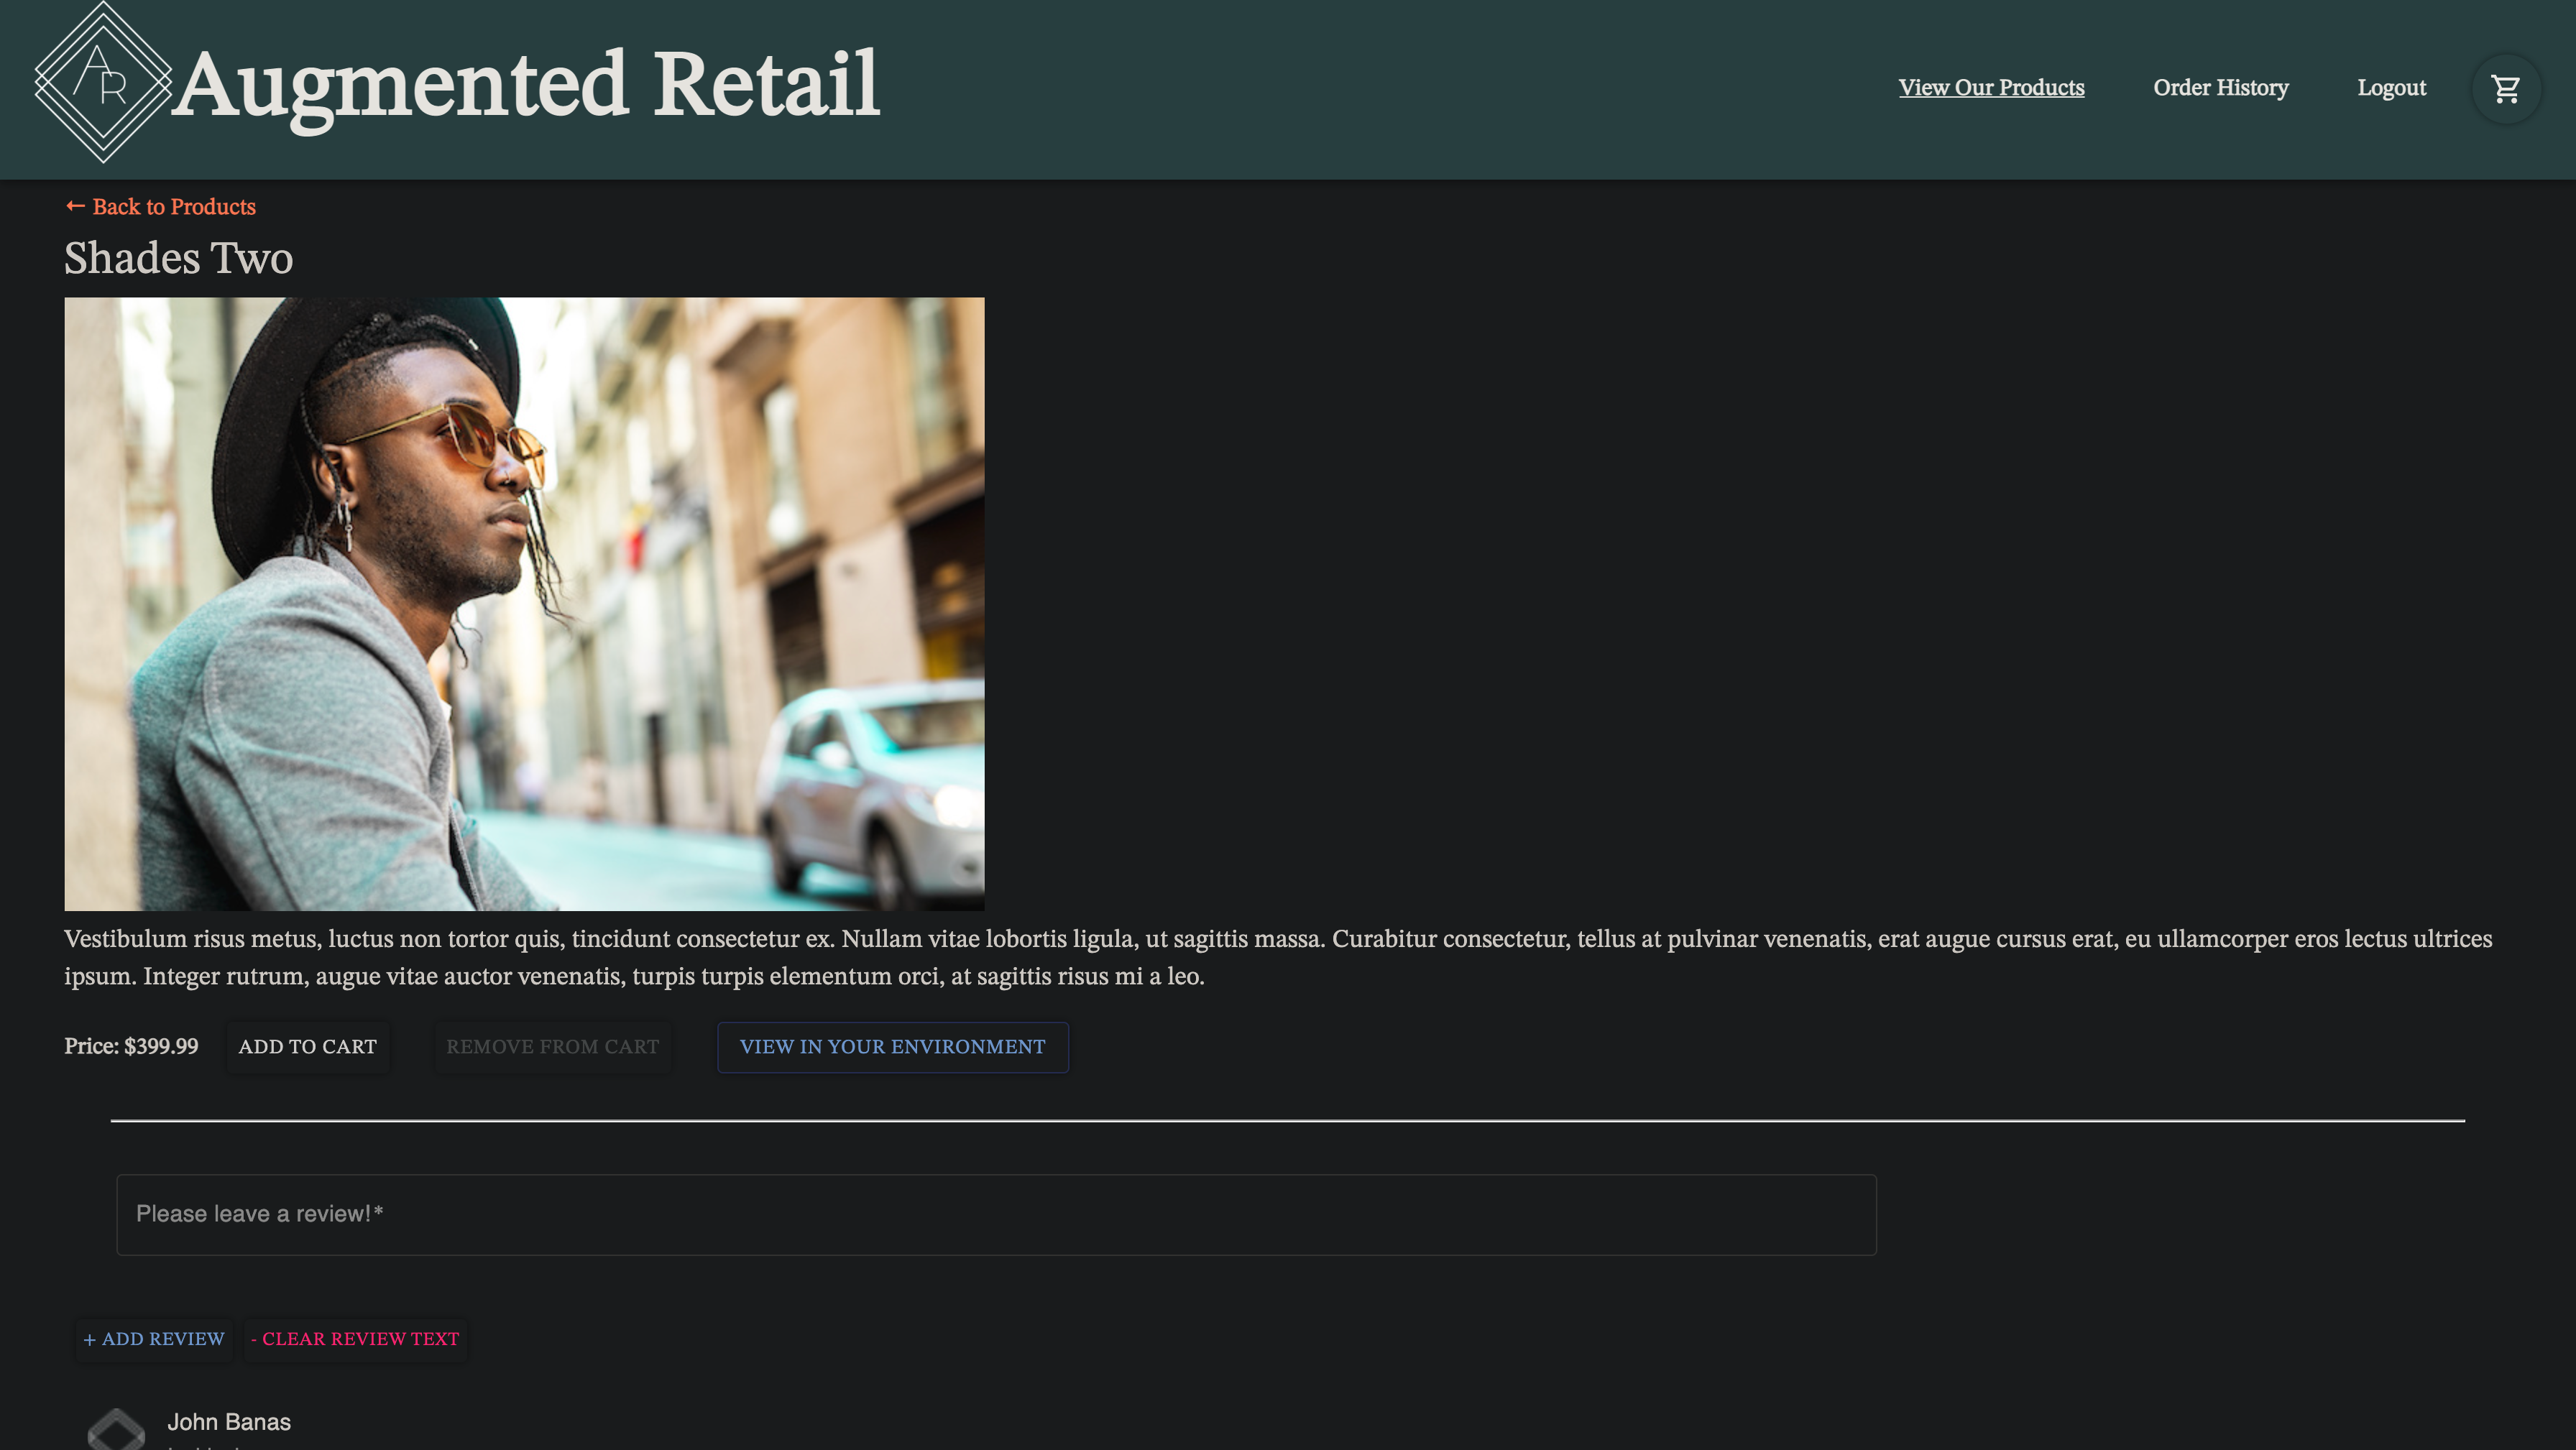 AR Augmented Retail
View Our Products Order History Logout
← Back to Products
Shades Two
Vestibulum risus metus, luctus non tortor quis, tincidunt consectetur ex. Nullam vitae lobortis ligula, ut sagittis massa. Curabitur consectetur, tellus at pulvinar venenatis, erat augue cursus erat, eu ullamcorper eros lectus ultrices
ipsum. Integer rutrum, augue vitae auctor venenatis, turpis turpis elementum orci, at sagittis risus mi a leo.
Price: $399.99 ADD TO CART REMOVE FROM CART VIEW IN YOUR ENVIRONMENT
Please leave a review!*
+ ADD REVIEW - CLEAR REVIEW TEXT
John Banas